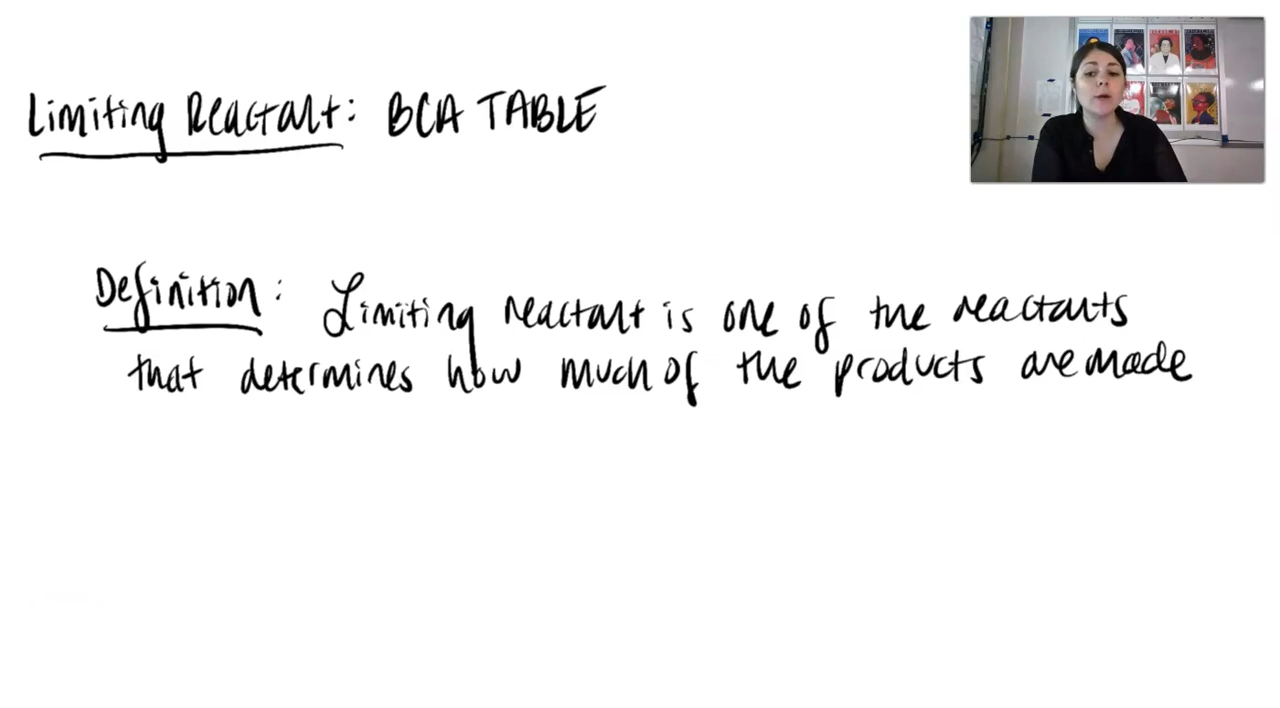 Limiting Reactant: BCA TABLE
Definition: Limiting reactant is one of the reactants
that determines how much of the products are made